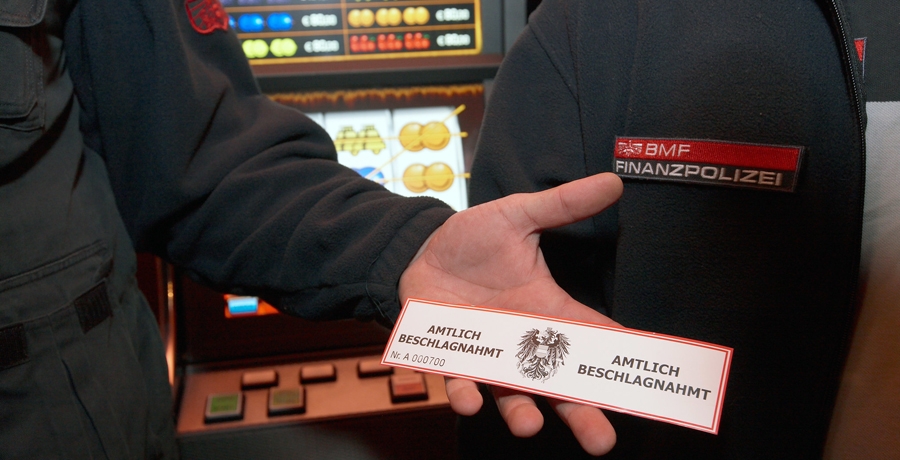 BMF
FINANZPOLIZEI
AMTLICH
BESCHLAGNAHMT
Nr. A 000700
AMTLICH
BESCHLAGNAHMT